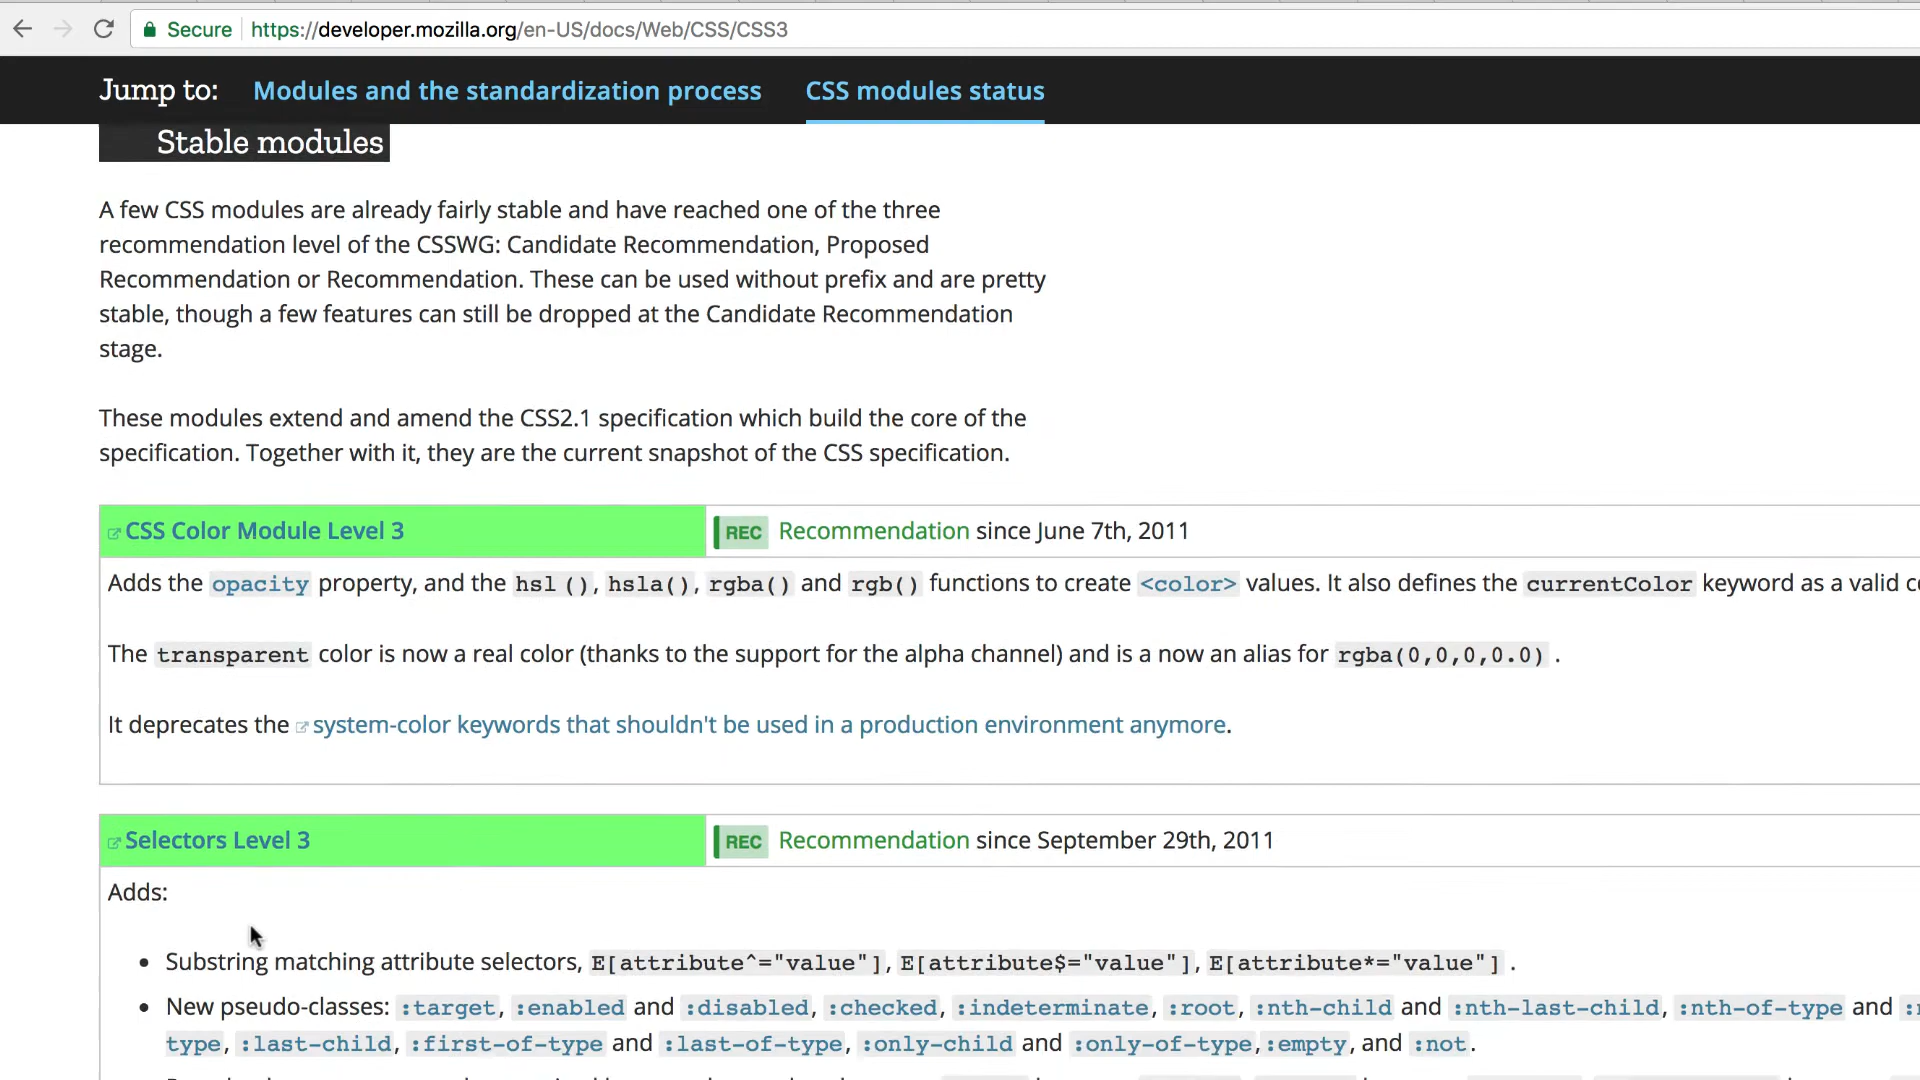 Secure https://developer.mozilla.org/en-US/docs/Web/CSS/CSS3
Jump to: Modules and the standardization process CSS modules status
Stable modules
A few CSS modules are already fairly stable and have reached one of the three
recommendation level of the CSSWG: Candidate Recommendation, Proposed
Recommendation or Recommendation. These can be used without prefix and are pretty
stable, though a few features can still be dropped at the Candidate Recommendation
stage.
These modules extend and amend the CSS2.1 specification which build the core of the
specification. Together with it, they are the current snapshot of the CSS specification.
CSS Color Module Level 3 REC Recommendation since June 7th, 2011
Adds the opacity property, and the hsl (), hsla(), rgba() and rgb() functions to create <color> values. It also defines the currentColor keyword as a valid
The transparent color is now a real color (thanks to the support for the alpha channel) and is a now an alias for rgba(0,0,0,0.0) .
It deprecates the system-color keywords that shouldn't be used in a production environment anymore.
Selectors Level 3 REC Recommendation since September 29th, 2011
Adds:
• Substring matching attribute selectors, E[attribute^="value"], E[attribute$="value"], E[attribute*="value"] .
• New pseudo-classes: :target, :enabled and :disabled, :checked, :indeterminate, :root, :nth-child and :nth-last-child, :nth-of-type and
type, :last-child, :first-of-type and :last-of-type, :only-child and :only-of-type,:empty, and :not.